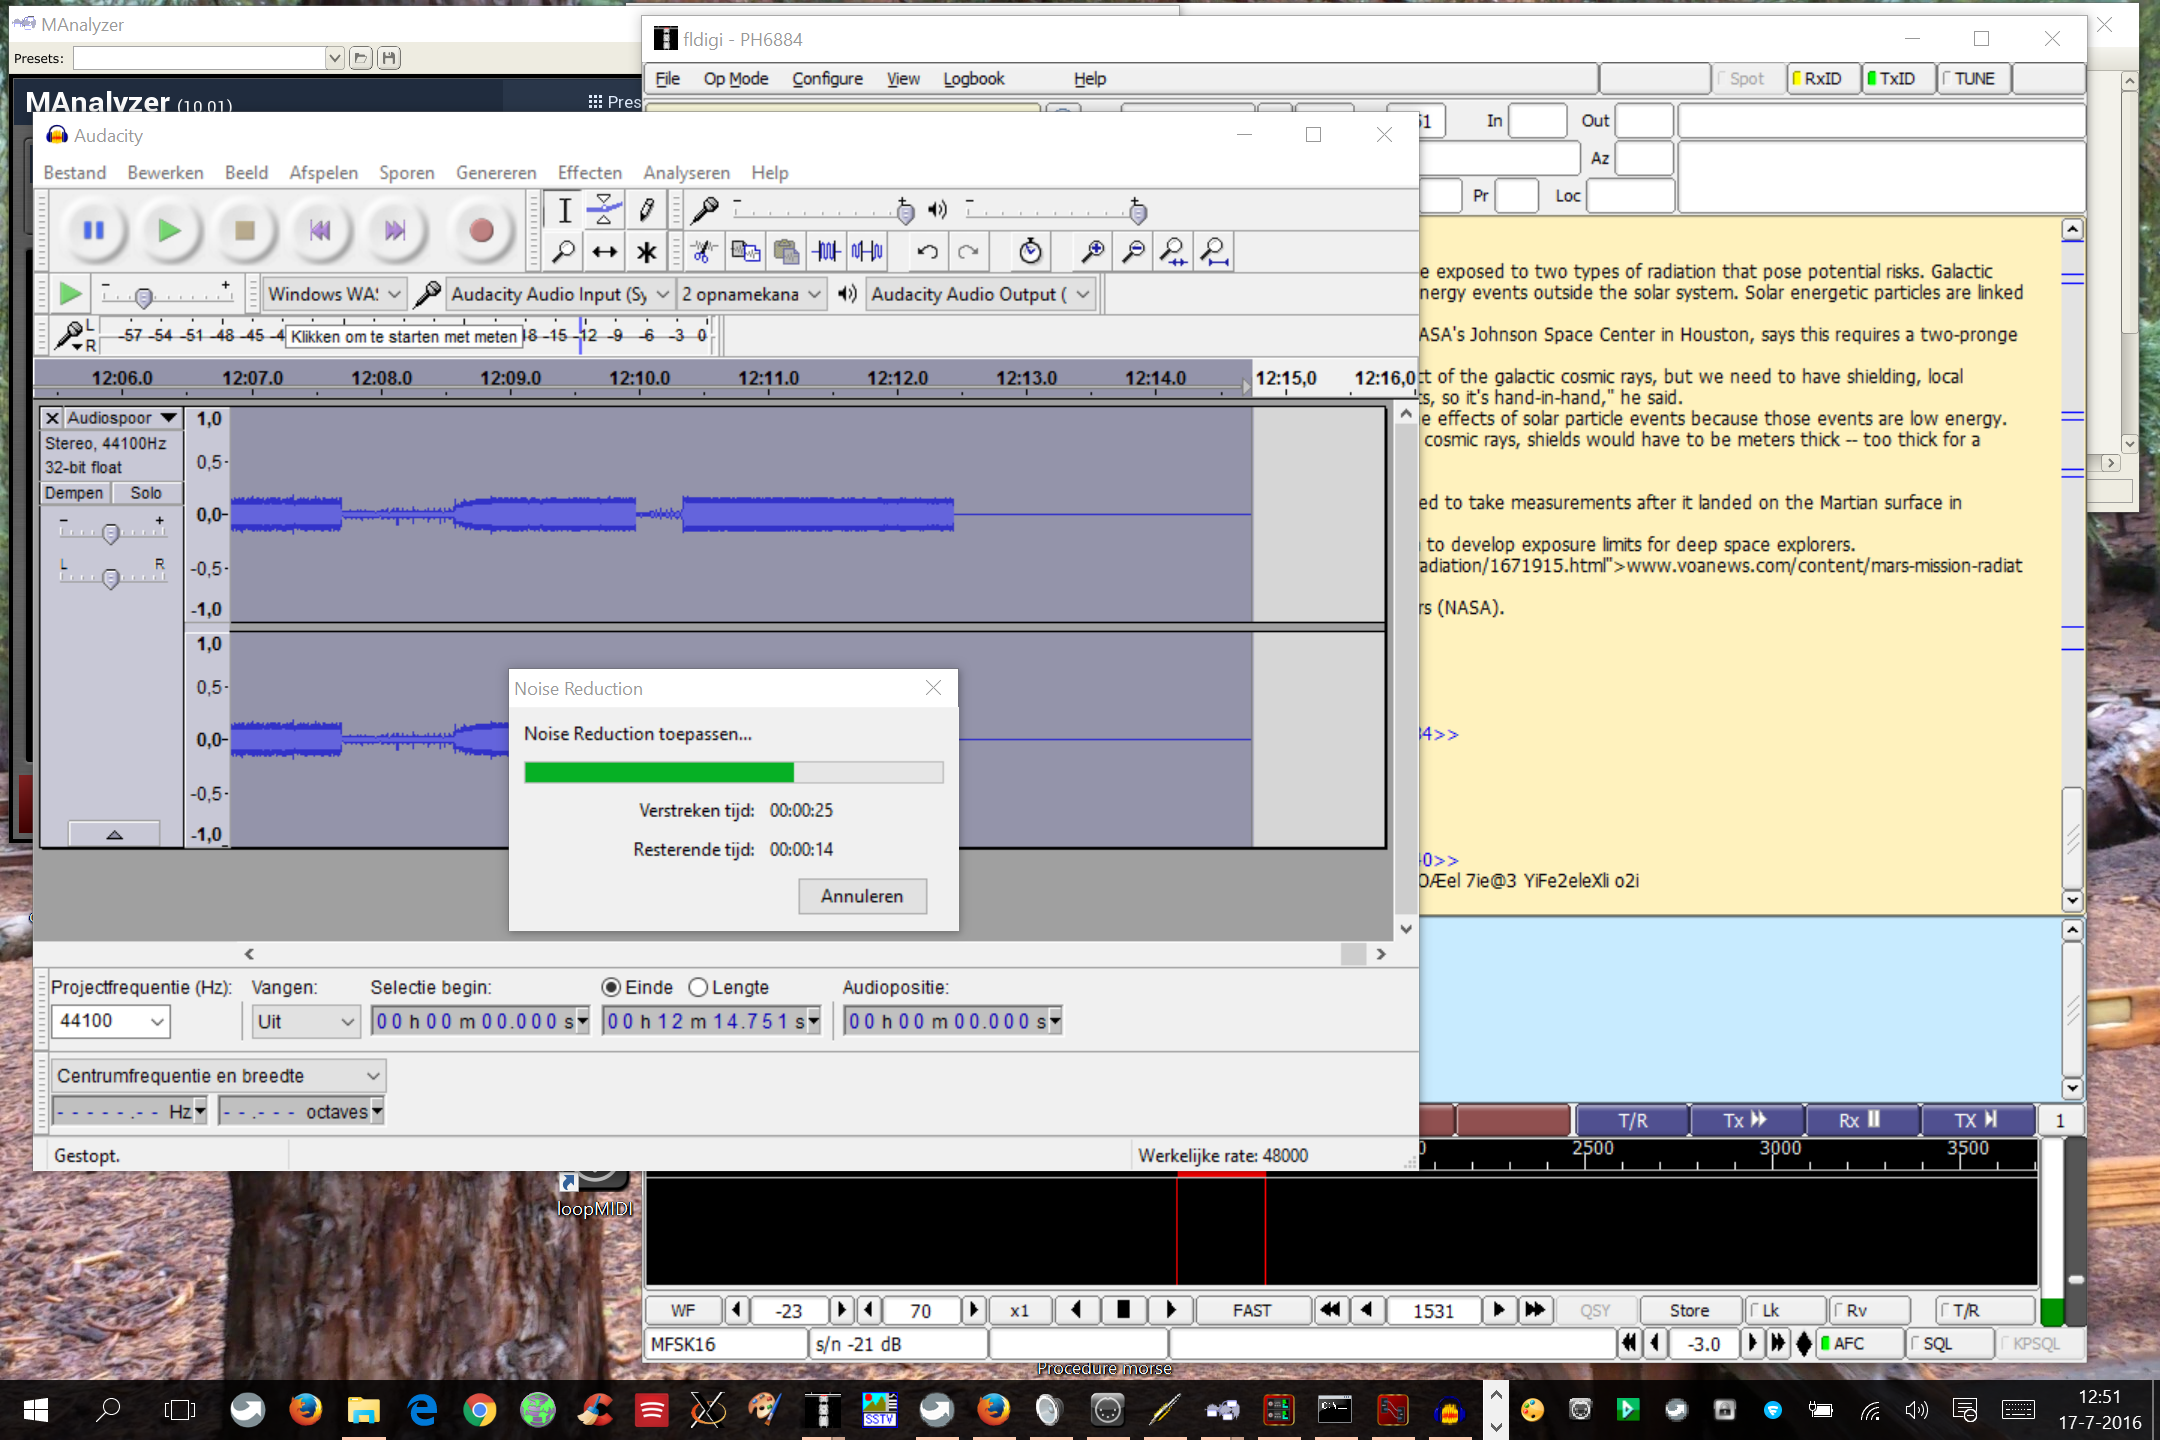 MAnalyzer
Presets:
MAnalyzer (10.01)
Pres
fldigi - PH6884
File Op Mode Configure View Logbook Help
Spot RxID TxID TUNE
In Out
Az
Pr Loc
Audacity
Bestand Bewerken Beeld Afspelen Sporen Genereren Effecten Analyseren Help
Windows WAS Audacity Audio Input (Sy 2 opnamekana Audacity Audio Output (
L
R
-57 -54 -51 -48 -45 -4 Klikken om te starten met meten 18 -15 -12 -9 -6 -3 0
12:06.0 12:07.0 12:08.0 12:09.0 12:10.0 12:11.0 12:12.0 12:13.0 12:14.0 12:15,0 12:16,0
Audiospoor
Stereo, 44100Hz
32-bit float
Dempen Solo
- +
L R
1,0
0,5-
0,0-
-0,5-
-1,0
1,0
0,5-
0,0-
-0,5-
-1,0
Noise Reduction
Noise Reduction toepassen...
Verstreken tijd: 00:00:25
Resterende tijd: 00:00:14
Annuleren
Projectfrequentie (Hz): Vangen: Selectie begin: Einde Lengte Audiopositie:
44100 Uit 00 h 00 m 00.000 s 00 h 12 m 14.751 s 00 h 00 m 00.000 s
Centrumfrequentie en breedte
-----.-- Hz --.--- octaves
Gestopt. Werkelijke rate: 48000
e exposed to two types of radiation that pose potential risks. Galactic
nergy events outside the solar system. Solar energetic particles are linked
ASA's Johnson Space Center in Houston, says this requires a two-pronge
ct of the galactic cosmic rays, but we need to have shielding, local
ts, so it's hand-in-hand," he said.
e effects of solar particle events because those events are low energy.
cosmic rays, shields would have to be meters thick -- too thick for a
ed to take measurements after it landed on the Martian surface in
to develop exposure limits for deep space explorers.
adiation/1671915.html">www.voanews.com/content/mars-mission-radiat
rs (NASA).
84>>
0>>
OÆel 7ie@3 YiFe2eleXli o2i
T/R Tx Rx TX 1
0 2500 3000 3500
WF -23 70 x1 FAST 1531 QSY Store Lk Rv T/R
MFSK16 s/n -21 dB -3.0 AFC SQL KPSQL
loopMIDI
Procedure morse
SSTV
12:51
17-7-2016